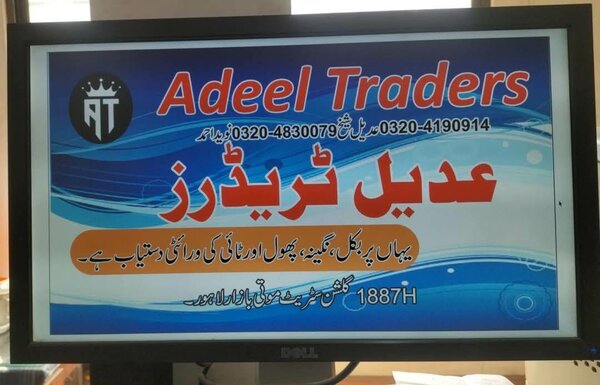 AT
Adeel Traders
0320-4190914 عدیل شیخ 0320-4830079 نوید احمد
عدیل ٹریڈرز
یہاں پر بکل، نگینہ، پھول اور ٹائی کی ورائٹی دستیاب ہے۔
1887H گلشن سٹریٹ موتی بازار لاہور۔
DELL